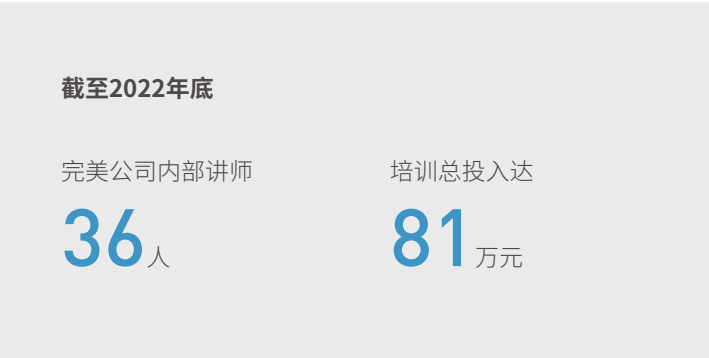 截至2022年底
完美公司内部讲师
36人
培训总投入达
81万元